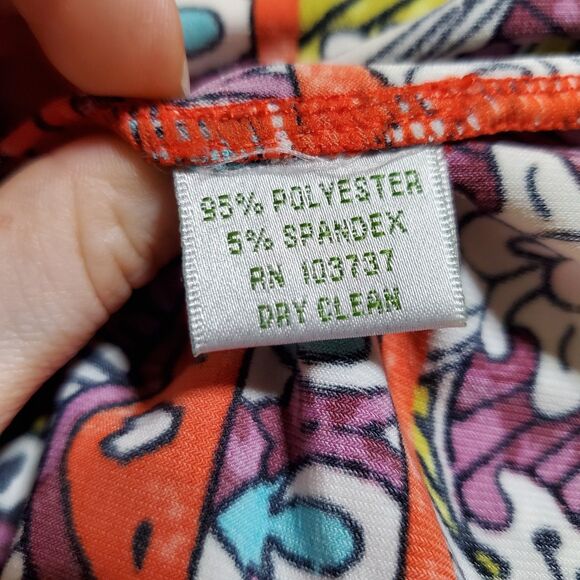 95% POLYESTER
5% SPANDEX
RN 103737
DRY CLEAN